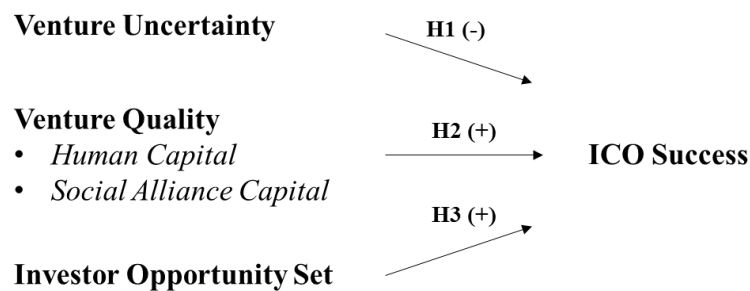 Venture Uncertainty
H1 (-)
Venture Quality
• Human Capital
• Social Alliance Capital
H2 (+)
ICO Success
H3 (+)
Investor Opportunity Set